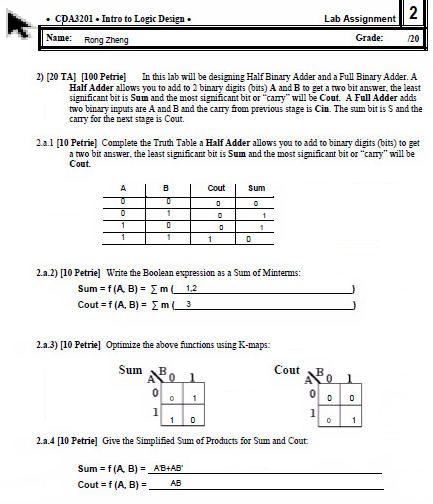 • CDA3201 • Intro to Logic Design •
Lab Assignment 2
Name: Rong Zheng
Grade: /20
2) [20 TA] [100 Petrie] In this lab will be designing Half Binary Adder and a Full Binary Adder. A
Half Adder allows you to add to 2 binary digits (bits) A and B to get a two bit answer, the least
significant bit is Sum and the most significant bit or "carry" will be Cout. A Full Adder adds
two binary inputs are A and B and the carry from previous stage is Cin. The sum bit is S and the
carry for the next stage is Cout.
2.a.1 [10 Petrie] Complete the Truth Table a Half Adder allows you to add to binary digits (bits) to get
a two bit answer, the least significant bit is Sum and the most significant bit or "carry" will be
Cout.
A B Cout Sum
0 0 0 0
0 1 0 1
1 0 0 1
1 1 1 0
2.a.2) [10 Petrie] Write the Boolean expression as a Sum of Minterms:
Sum = f (A, B) = Σ m ( 1,2 )
Cout = f (A, B) = Σ m ( 3 )
2.a.3) [10 Petrie] Optimize the above functions using K-maps:
Sum A B 0 1
0 0 1
1 1 0
Cout A B 0 1
0 0 0
1 0 1
2.a.4 [10 Petrie] Give the Simplified Sum of Products for Sum and Cout:
Sum = f (A, B) = A'B+AB'
Cout = f (A, B) = AB